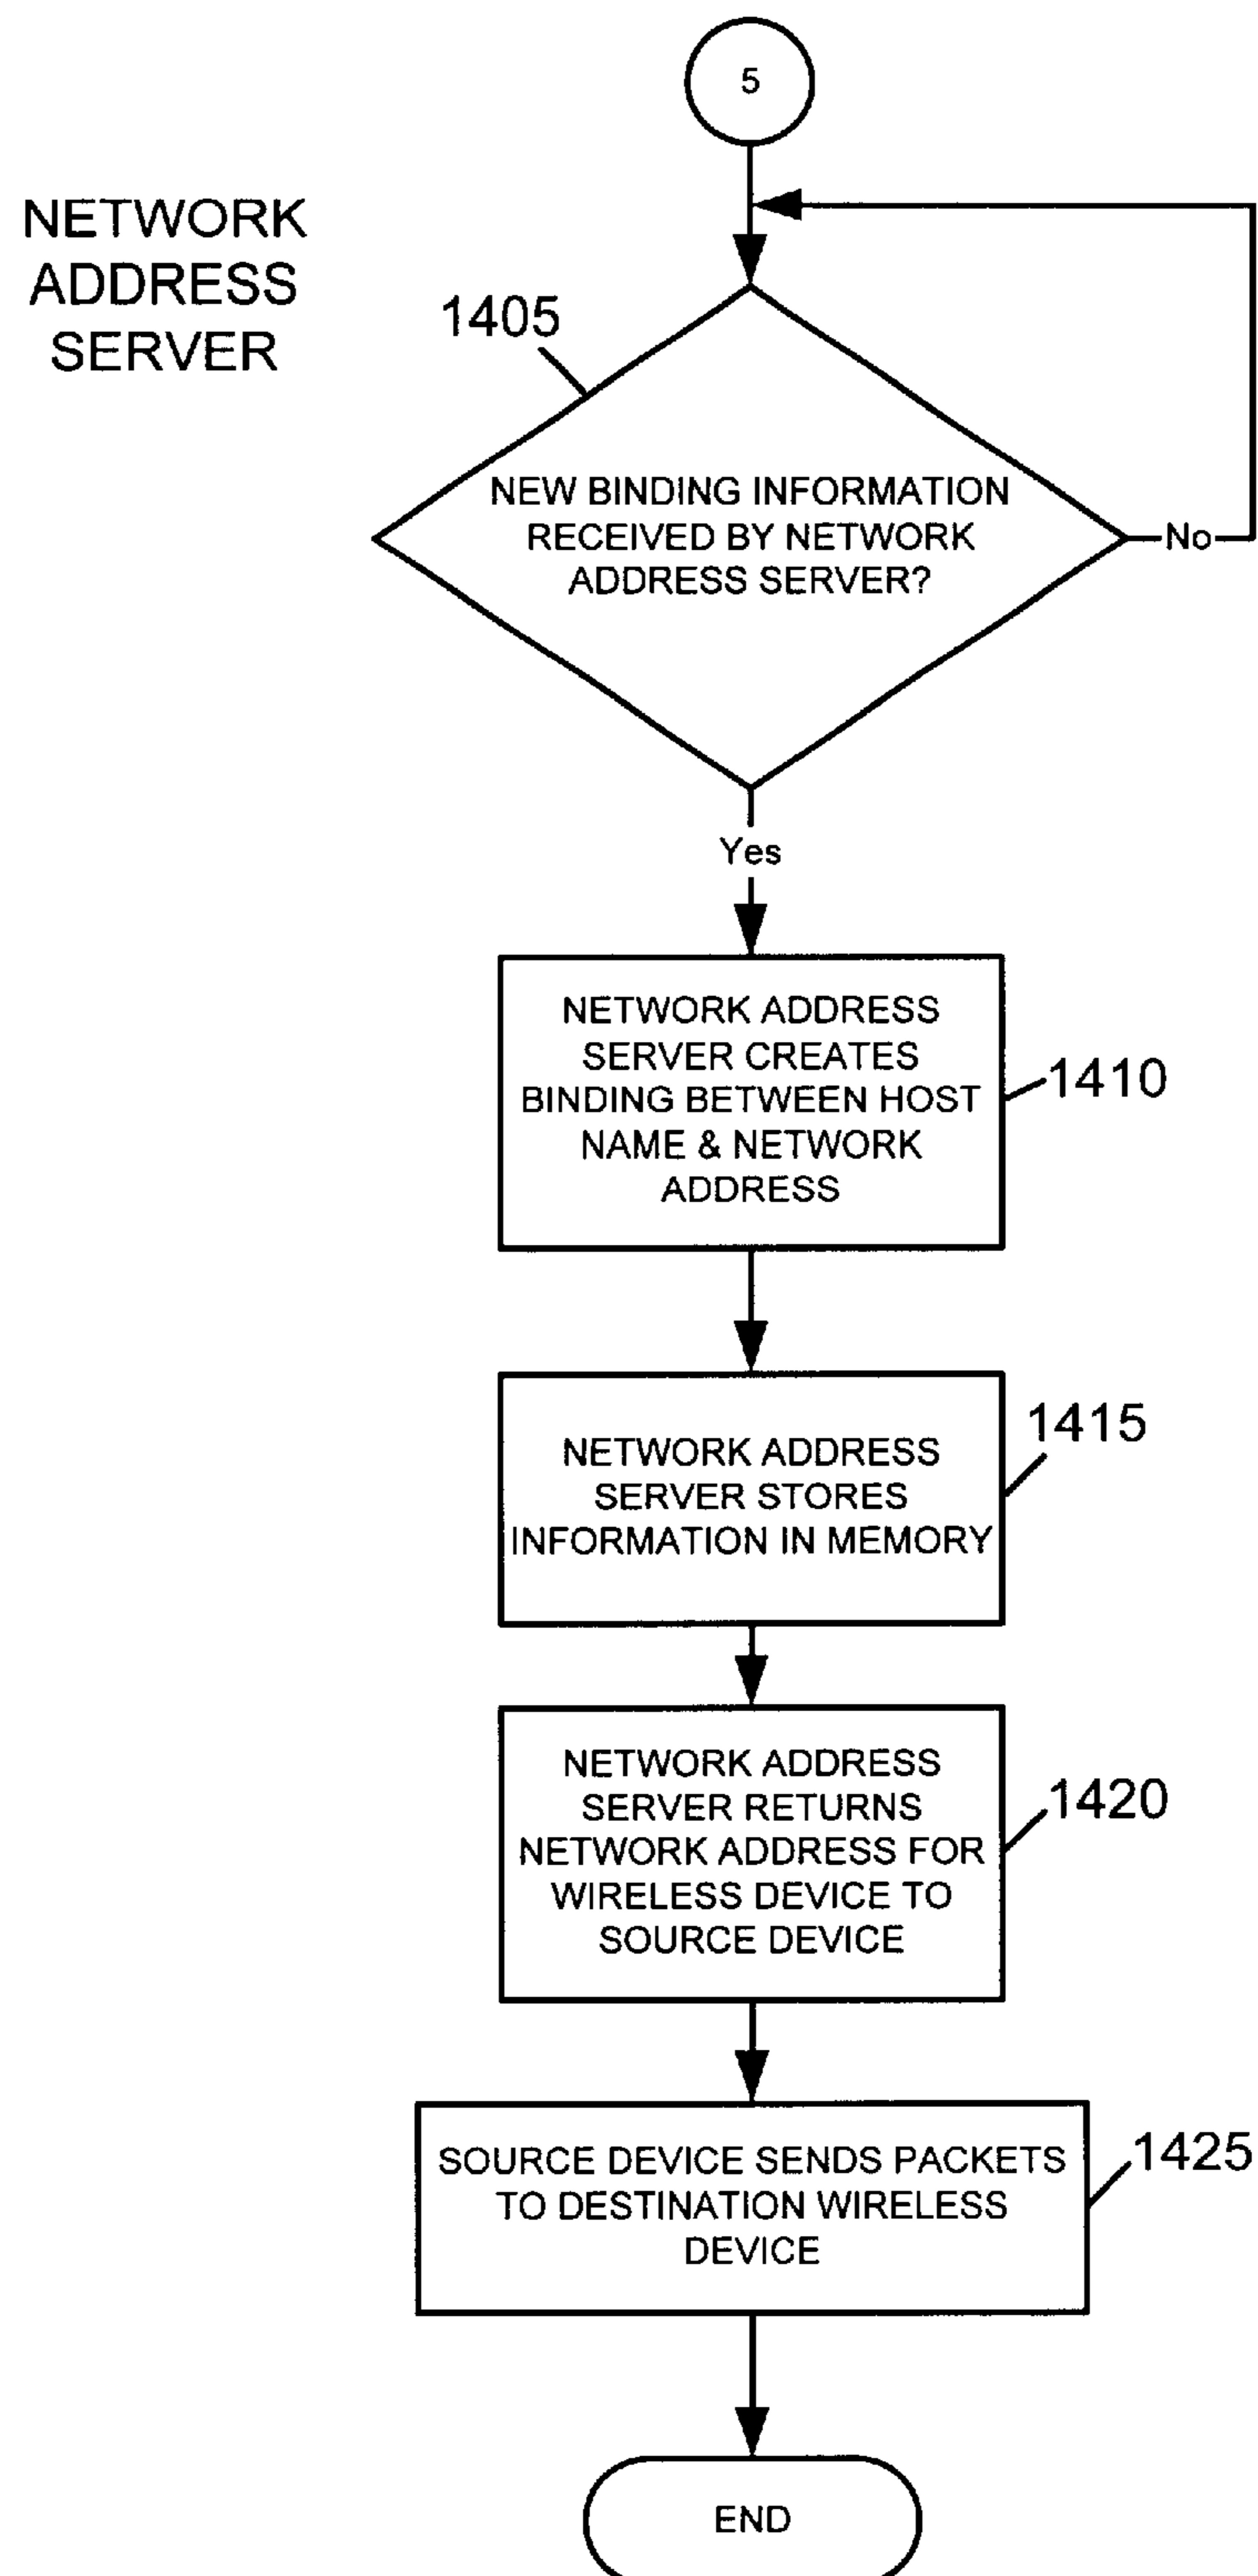 5
NETWORK
ADDRESS
SERVER
1405
NEW BINDING INFORMATION
RECEIVED BY NETWORK
ADDRESS SERVER?
No
Yes
NETWORK ADDRESS
SERVER CREATES
BINDING BETWEEN HOST
NAME & NETWORK
ADDRESS
1410
NETWORK ADDRESS
SERVER STORES
INFORMATION IN MEMORY
1415
NETWORK ADDRESS
SERVER RETURNS
NETWORK ADDRESS FOR
WIRELESS DEVICE TO
SOURCE DEVICE
1420
SOURCE DEVICE SENDS PACKETS
TO DESTINATION WIRELESS
DEVICE
1425
END